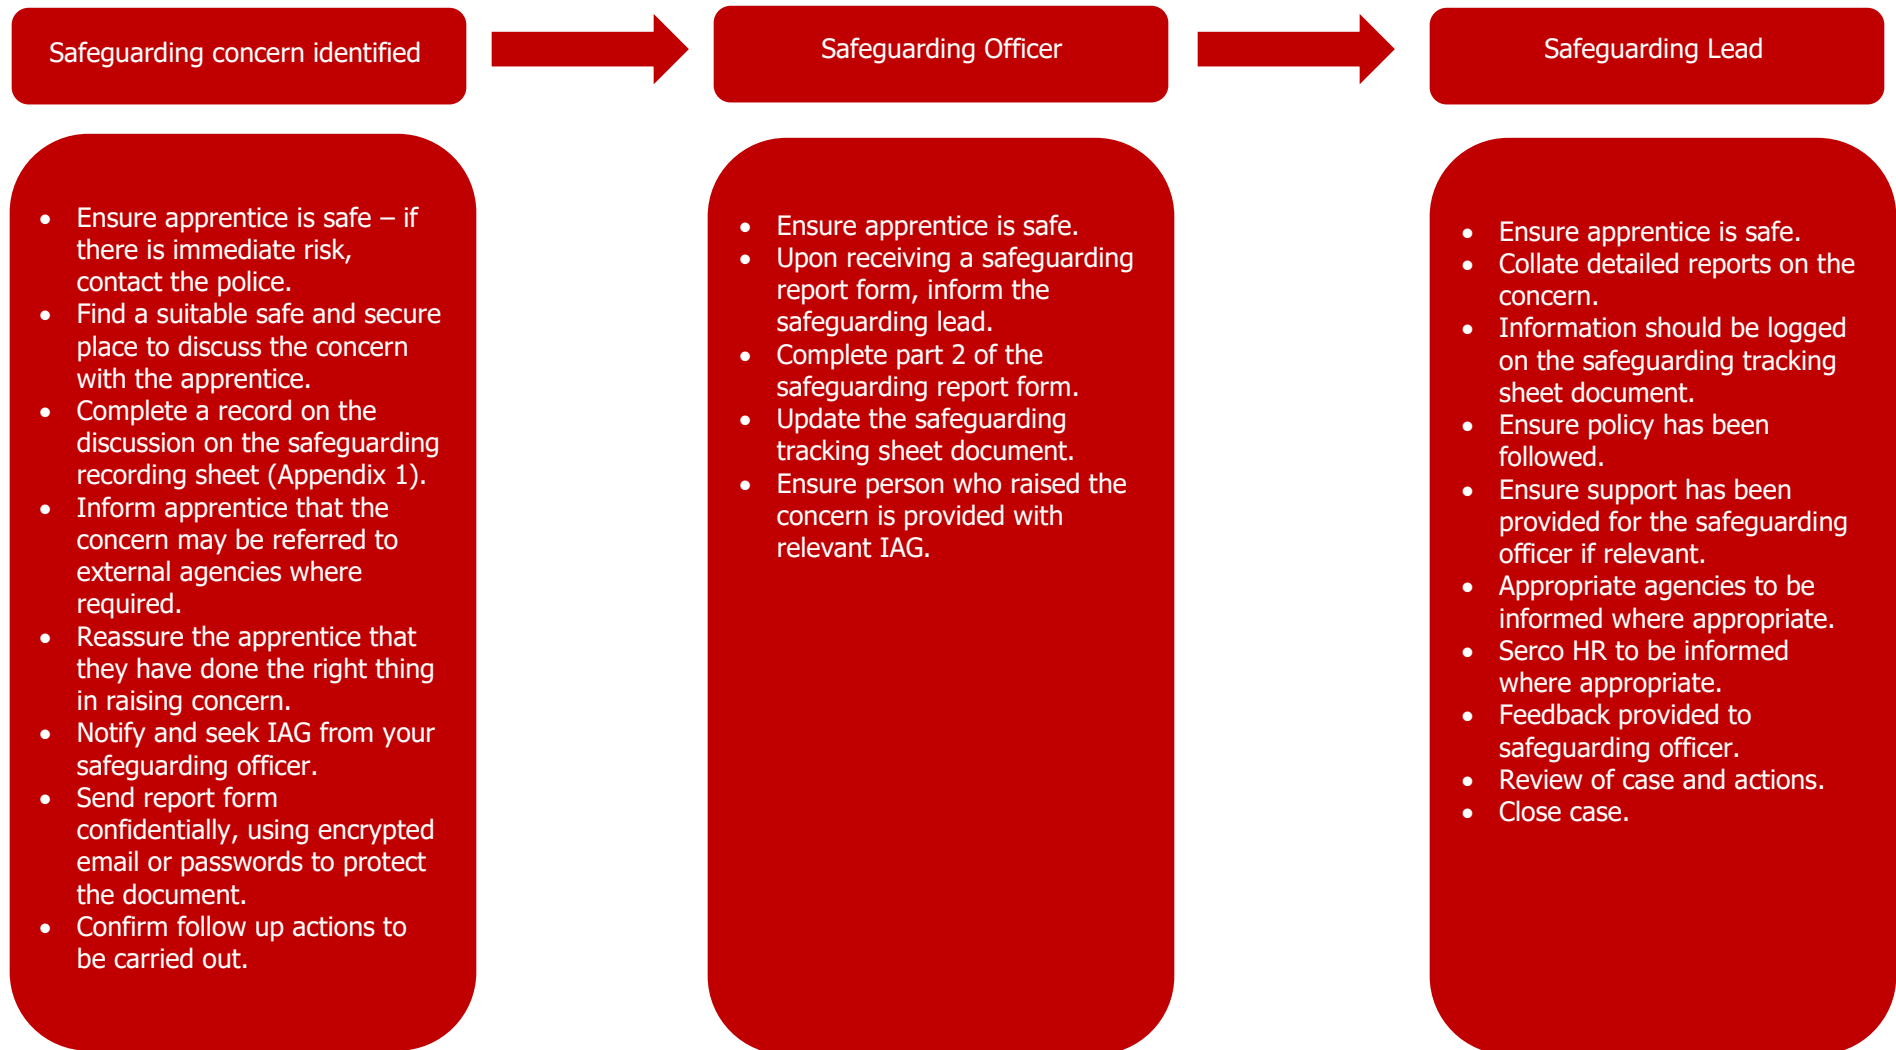 Safeguarding concern identified
Safeguarding Officer
Safeguarding Lead
• Ensure apprentice is safe – if
there is immediate risk,
contact the police.
• Find a suitable safe and secure
place to discuss the concern
with the apprentice.
• Complete a record on the
discussion on the safeguarding
recording sheet (Appendix 1).
• Inform apprentice that the
concern may be referred to
external agencies where
required.
• Reassure the apprentice that
they have done the right thing
in raising concern.
• Notify and seek IAG from your
safeguarding officer.
• Send report form
confidentially, using encrypted
email or passwords to protect
the document.
• Confirm follow up actions to
be carried out.
• Ensure apprentice is safe.
• Upon receiving a safeguarding
report form, inform the
safeguarding lead.
• Complete part 2 of the
safeguarding report form.
• Update the safeguarding
tracking sheet document.
• Ensure person who raised the
concern is provided with
relevant IAG.
• Ensure apprentice is safe.
• Collate detailed reports on the
concern.
• Information should be logged
on the safeguarding tracking
sheet document.
• Ensure policy has been
followed.
• Ensure support has been
provided for the safeguarding
officer if relevant.
• Appropriate agencies to be
informed where appropriate.
• Serco HR to be informed
where appropriate.
• Feedback provided to
safeguarding officer.
• Review of case and actions.
• Close case.